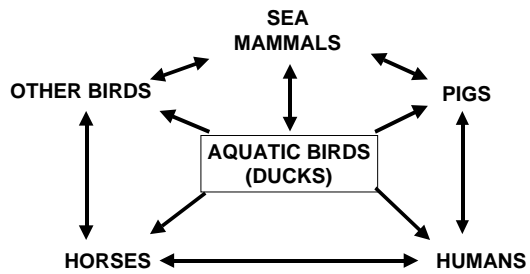 SEA
MAMMALS
OTHER BIRDS
PIGS
AQUATIC BIRDS
(DUCKS)
HORSES
HUMANS